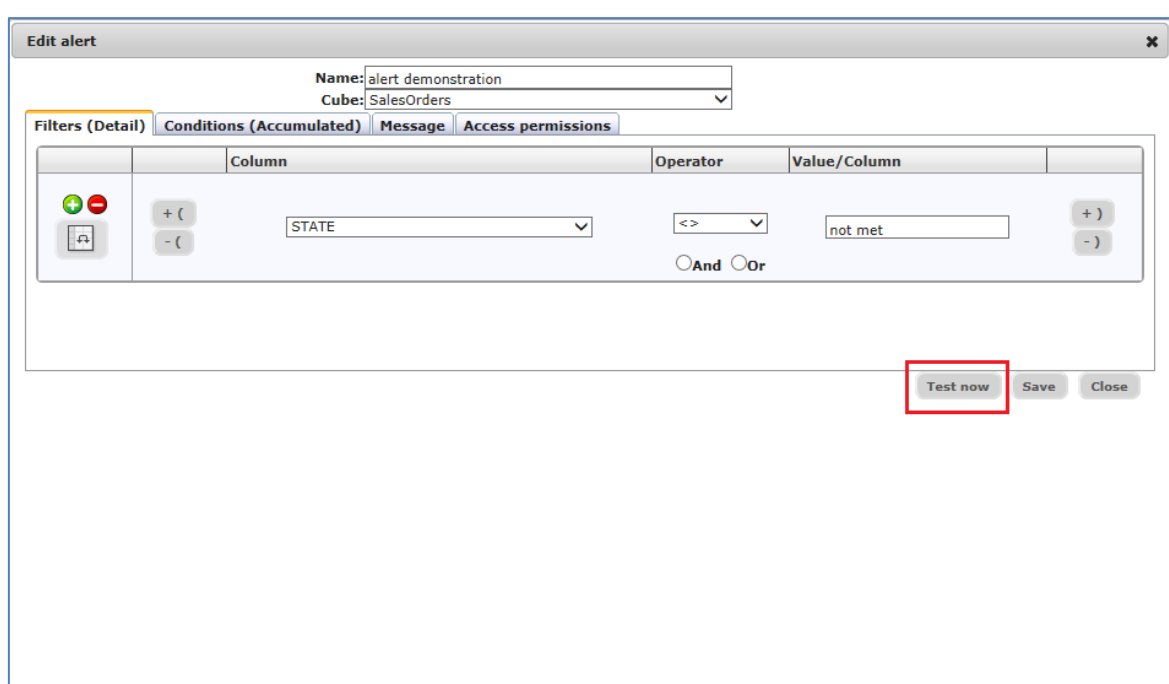 Edit alert
Name: alert demonstration
Cube: SalesOrders
Filters (Detail) Conditions (Accumulated) Message Access permissions
Column Operator Value/Column
+ ( STATE <> not met + )
- ( - )
And Or
Test now Save Close